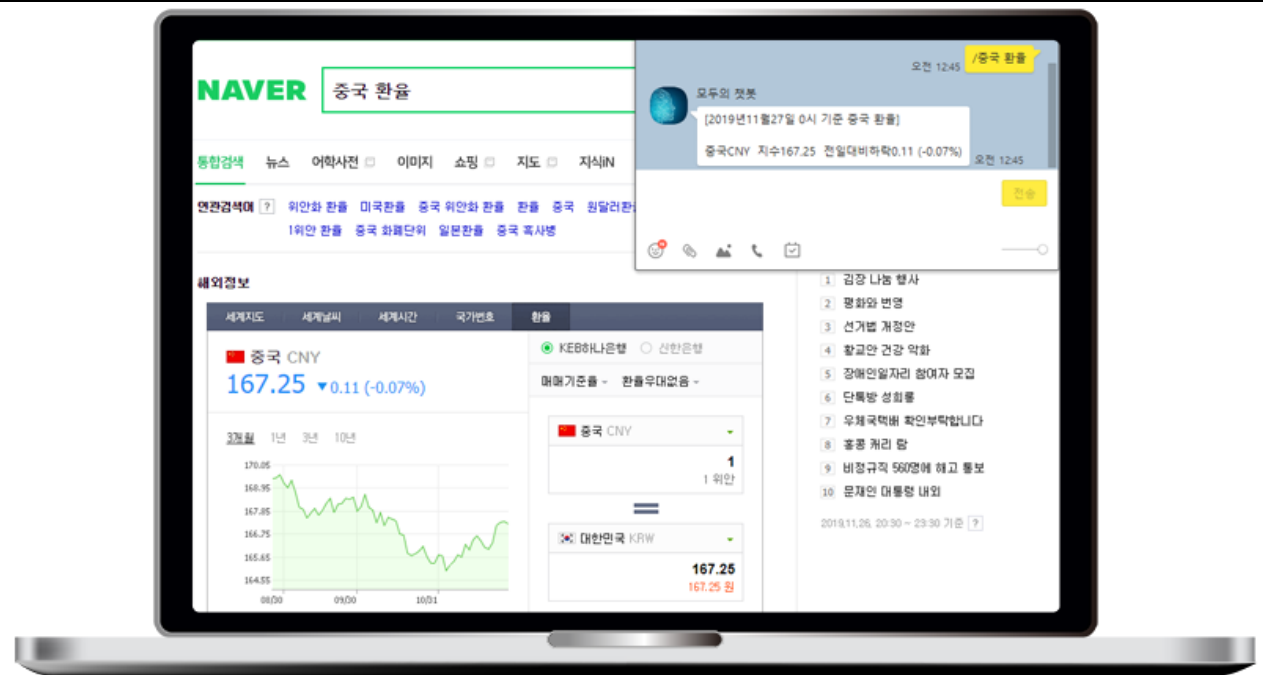 NAVER
중국 환율
통합검색 뉴스 어학사전 이미지 쇼핑 지도 지식iN
연관검색어 ? 위안화 환율 미국환율 중국 위안화 환율 환율 중국 원달러환율
1위안 환율 중국 화폐단위 일본환율 중국 흑사병
/중국 환율
오전 12:45
모두의 챗봇
[2019년11월27일 0시 기준 중국 환율]
중국CNY 지수167.25 전일대비하락0.11 (-0.07%)
오전 12:45
전송
해외정보
세계지도 세계날씨 세계시간 국가번호 환율
중국 CNY
167.25 ▼0.11 (-0.07%)
3개월 1년 3년 10년
170.05
168.95
167.85
166.75
165.65
164.55
08/30 09/30 10/31
KEB하나은행 신한은행
매매기준율 환율우대없음
중국 CNY
1
1 위안
대한민국 KRW
167.25
167.25 원
1 김장 나눔 행사
2 평화와 번영
3 선거법 개정안
4 황교안 건강 악화
5 장애인일자리 참여자 모집
6 단톡방 성희롱
7 우체국택배 확인부탁합니다
8 홍콩 캐리 람
9 비정규직 560명에 해고 통보
10 문재인 대통령 내외
2019.11.26. 20:30 ~ 23:30 기준 ?